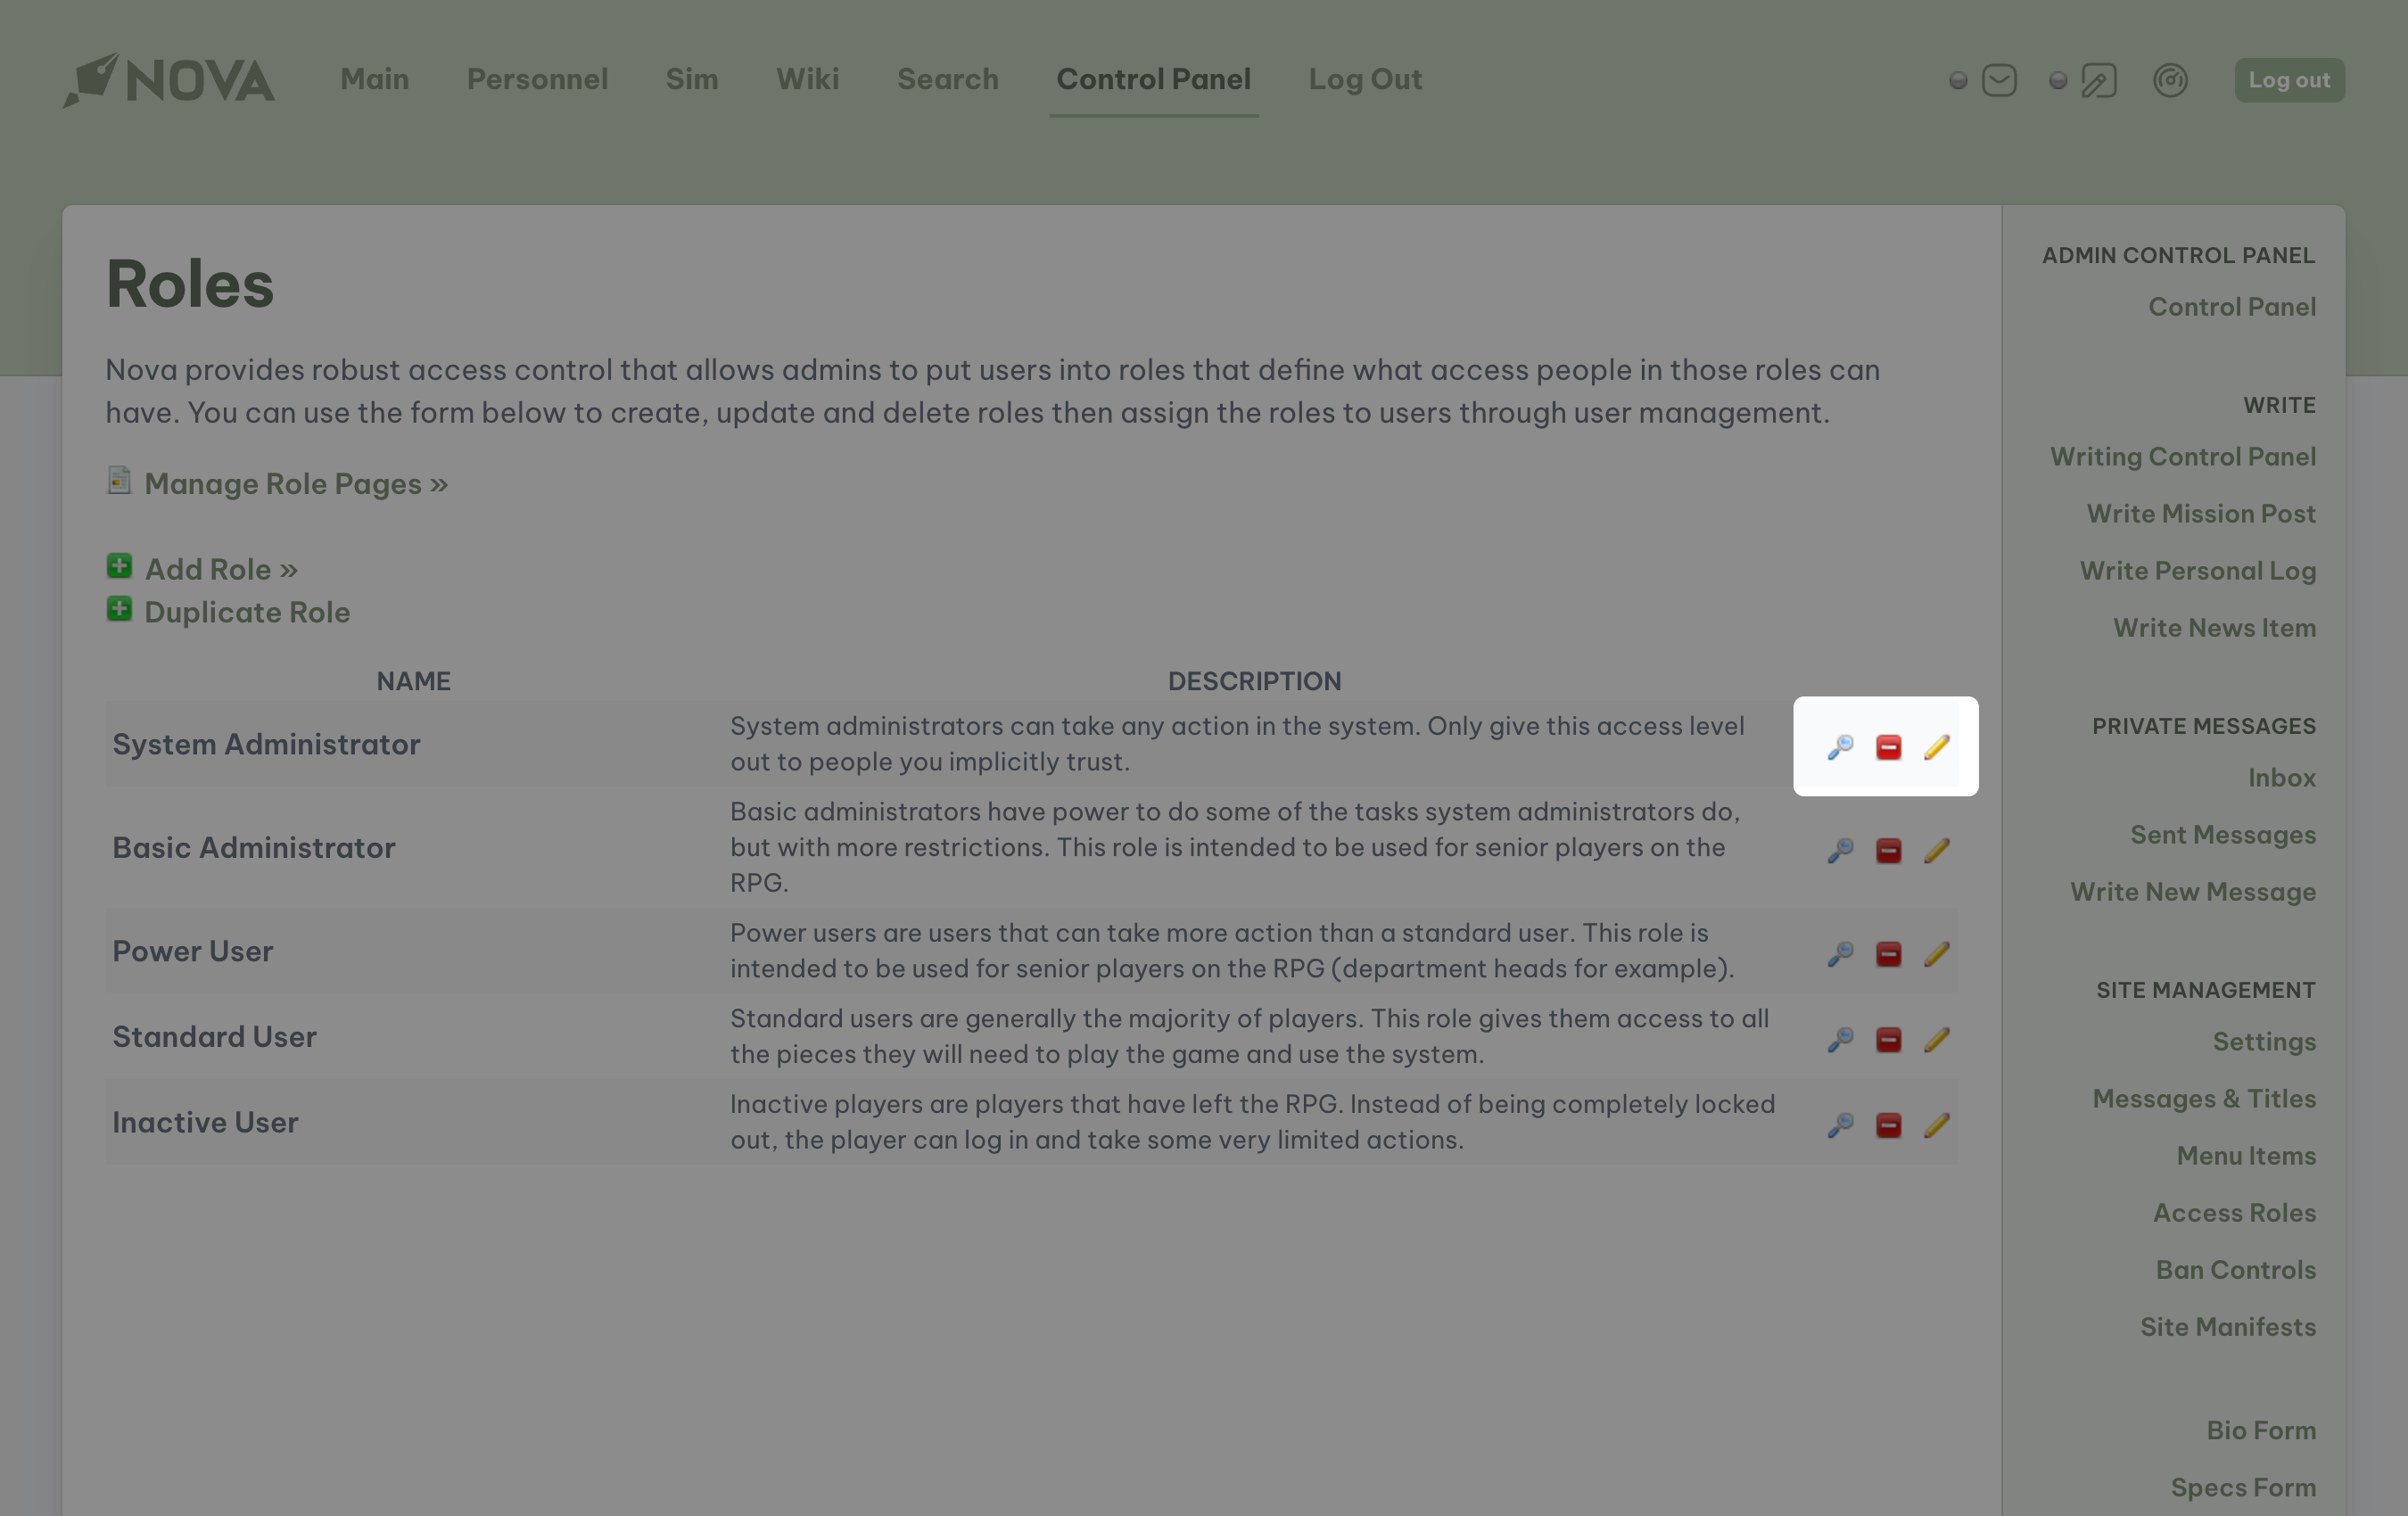 NOVA
Main
Personnel
Sim
Wiki
Search
Control Panel
Log Out
Log out
Roles
Nova provides robust access control that allows admins to put users into roles that define what access people in those roles can
have. You can use the form below to create, update and delete roles then assign the roles to users through user management.
Manage Role Pages »
Add Role »
Duplicate Role
NAME
DESCRIPTION
System Administrator
System administrators can take any action in the system. Only give this access level
out to people you implicitly trust.
Basic Administrator
Basic administrators have power to do some of the tasks system administrators do,
but with more restrictions. This role is intended to be used for senior players on the
RPG.
Power User
Power users are users that can take more action than a standard user. This role is
intended to be used for senior players on the RPG (department heads for example).
Standard User
Standard users are generally the majority of players. This role gives them access to all
the pieces they will need to play the game and use the system.
Inactive User
Inactive players are players that have left the RPG. Instead of being completely locked
out, the player can log in and take some very limited actions.
ADMIN CONTROL PANEL
Control Panel
WRITE
Writing Control Panel
Write Mission Post
Write Personal Log
Write News Item
PRIVATE MESSAGES
Inbox
Sent Messages
Write New Message
SITE MANAGEMENT
Settings
Messages & Titles
Menu Items
Access Roles
Ban Controls
Site Manifests
Bio Form
Specs Form